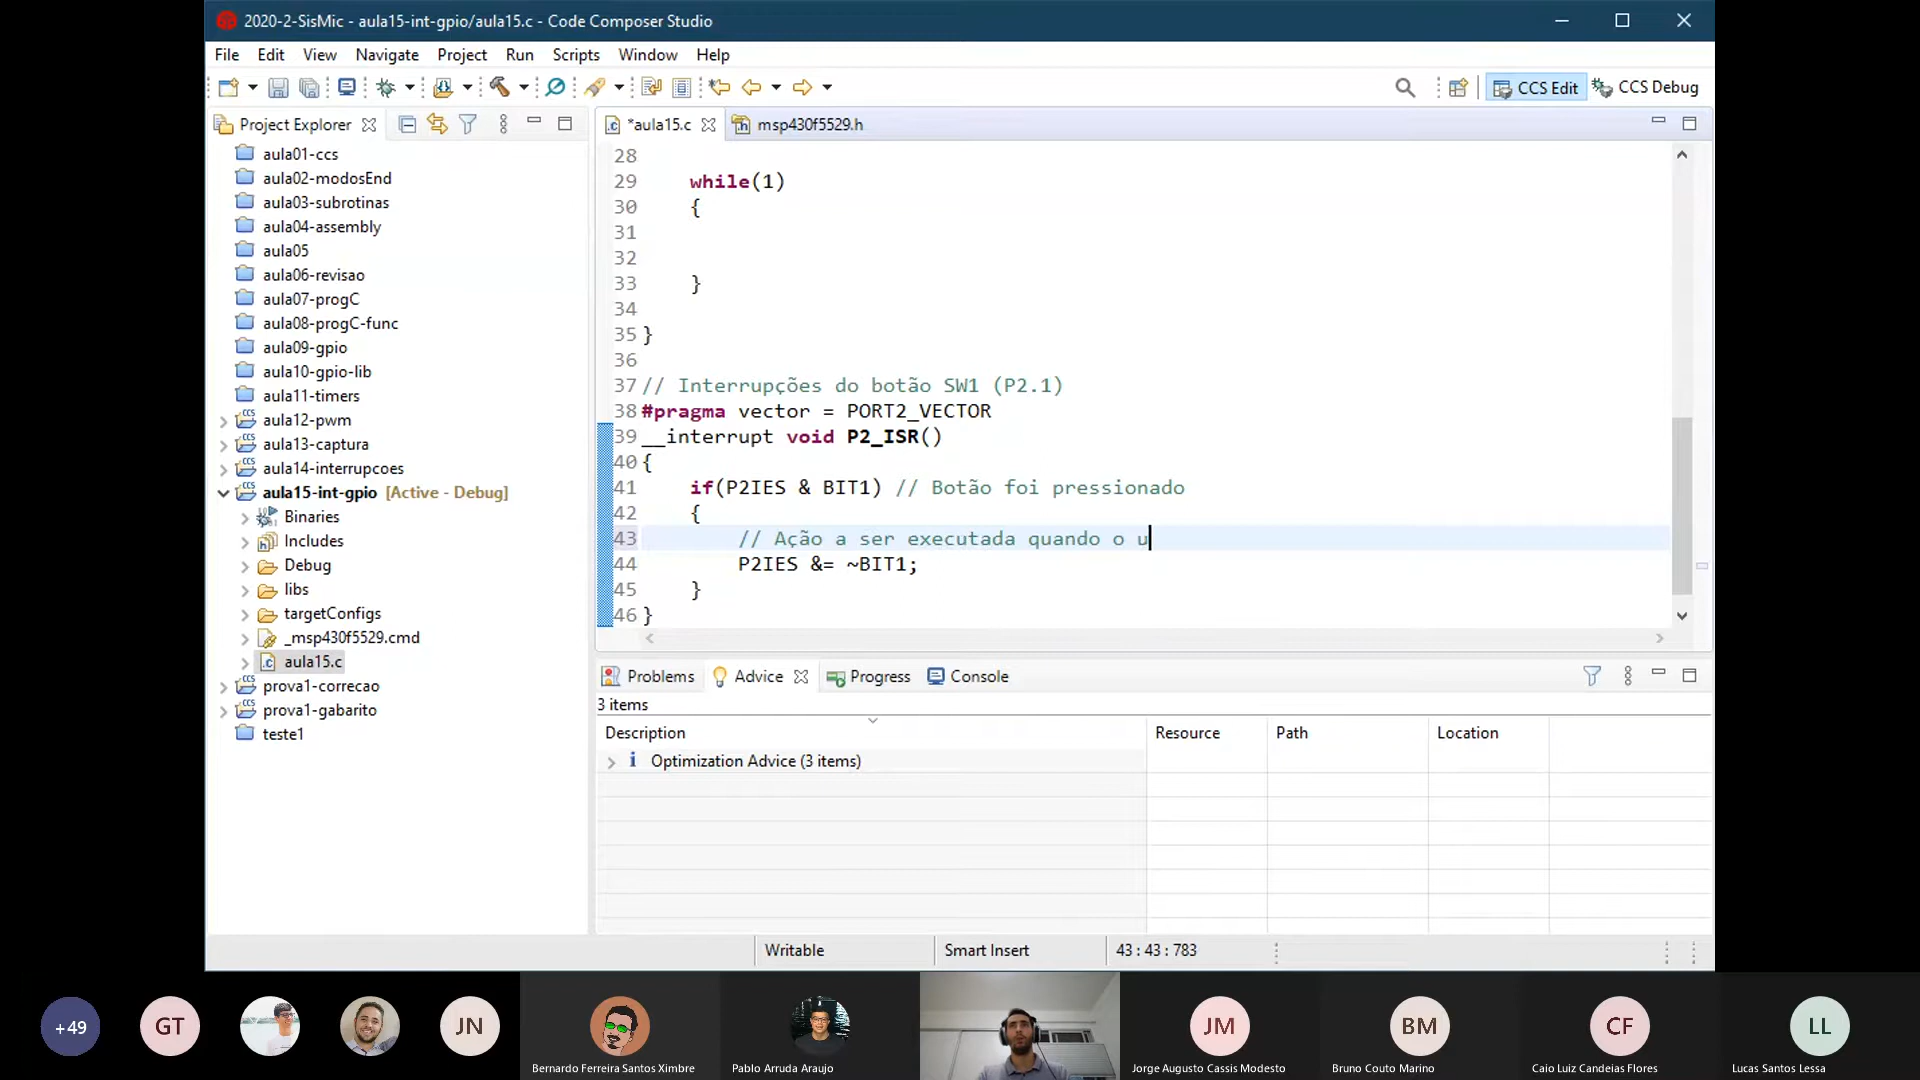 2020-2-SisMic - aula15-int-gpio/aula15.c - Code Composer Studio
File Edit View Navigate Project Run Scripts Window Help
CCS Edit CCS Debug
Project Explorer
*aula15.c msp430f5529.h
aula01-ccs
aula02-modosEnd
aula03-subrotinas
aula04-assembly
aula05
aula06-revisao
aula07-progC
aula08-progC-func
aula09-gpio
aula10-gpio-lib
aula11-timers
aula12-pwm
aula13-captura
aula14-interrupcoes
aula15-int-gpio [Active - Debug]
Binaries
Includes
Debug
libs
targetConfigs
_msp430f5529.cmd
aula15.c
prova1-correcao
prova1-gabarito
teste1
28
29 while(1)
30 {
31
32
33 }
34
35 }
36
37 // Interrupções do botão SW1 (P2.1)
38 #pragma vector = PORT2_VECTOR
39 __interrupt void P2_ISR()
40 {
41 if(P2IES & BIT1) // Botão foi pressionado
42 {
43 // Ação a ser executada quando o u
44 P2IES &= ~BIT1;
45 }
46 }
Problems Advice Progress Console
3 items
Description Resource Path Location
Optimization Advice (3 items)
Writable Smart Insert 43 : 43 : 783
+49 GT JN JM BM CF LL
Bernardo Ferreira Santos Ximbre Pablo Arruda Araujo Jorge Augusto Cassis Modesto Bruno Couto Marino Caio Luiz Candeias Flores Lucas Santos Lessa